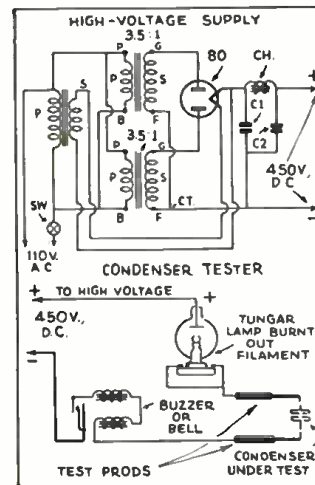 HIGH-VOLTAGE SUPPLY
3.5:1
P
G
80
CH.
+
P
S
P
S
C1
B
F
3.5:1
C2
P
G
P
S
450V.,
D.C.
B
F
C.T.
SW.
-
110V.
A C
CONDENSER TESTER
+
TO HIGH VOLTAGE
+
450V.,
D.C.
TUNGAR
LAMP BURNT
OUT
FILAMENT
-
BUZZER
OR
BELL
TEST PRODS
CONDENSER
UNDER TEST